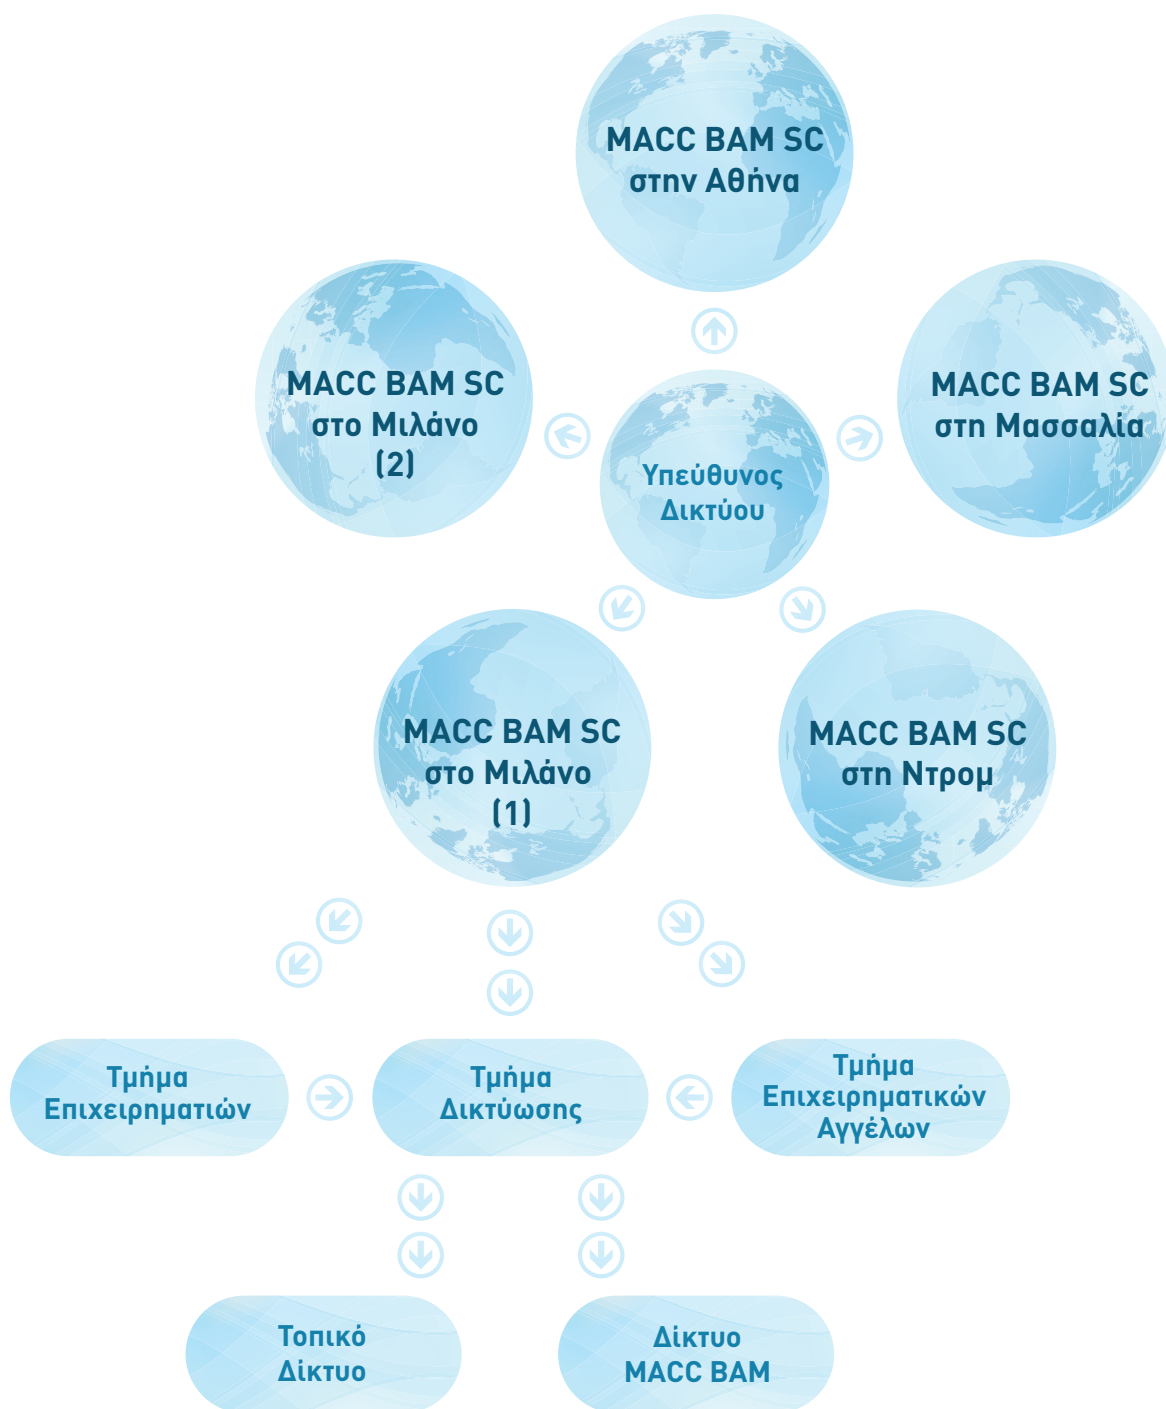 MACC BAM SC
στην Αθήνα
MACC BAM SC
στο Μιλάνο
(2)
MACC BAM SC
στη Μασσαλία
Υπεύθυνος
Δικτύου
MACC BAM SC
στο Μιλάνο
(1)
MACC BAM SC
στη Ντρομ
Τμήμα
Επιχειρηματιών
Τμήμα
Δικτύωσης
Τμήμα
Επιχειρηματικών
Αγγέλων
Τοπικό
Δίκτυο
Δίκτυο
MACC BAM